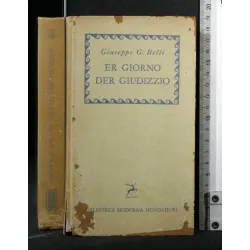 Giuseppe G. Belli
ER GIORNO
DER GIUDIZZIO
BIBLIOTECA MODERNA MONDADORI